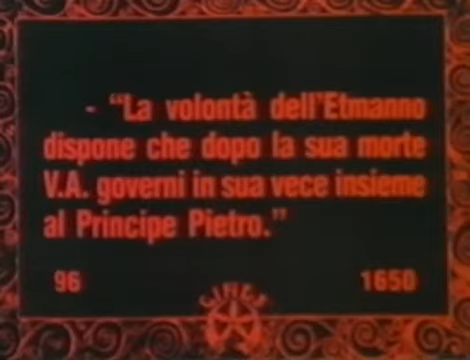 - "La volontà dell'Etmanno
dispone che dopo la sua morte
V.A. governi in sua vece insieme
al Principe Pietro."
96 1650
CINES